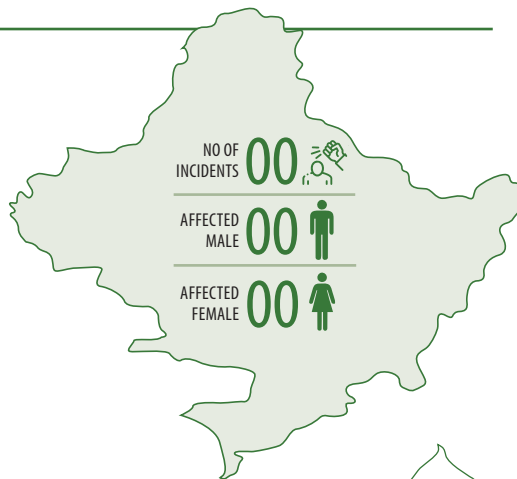 NO OF
INCIDENTS 00
AFFECTED
MALE 00
AFFECTED
FEMALE 00